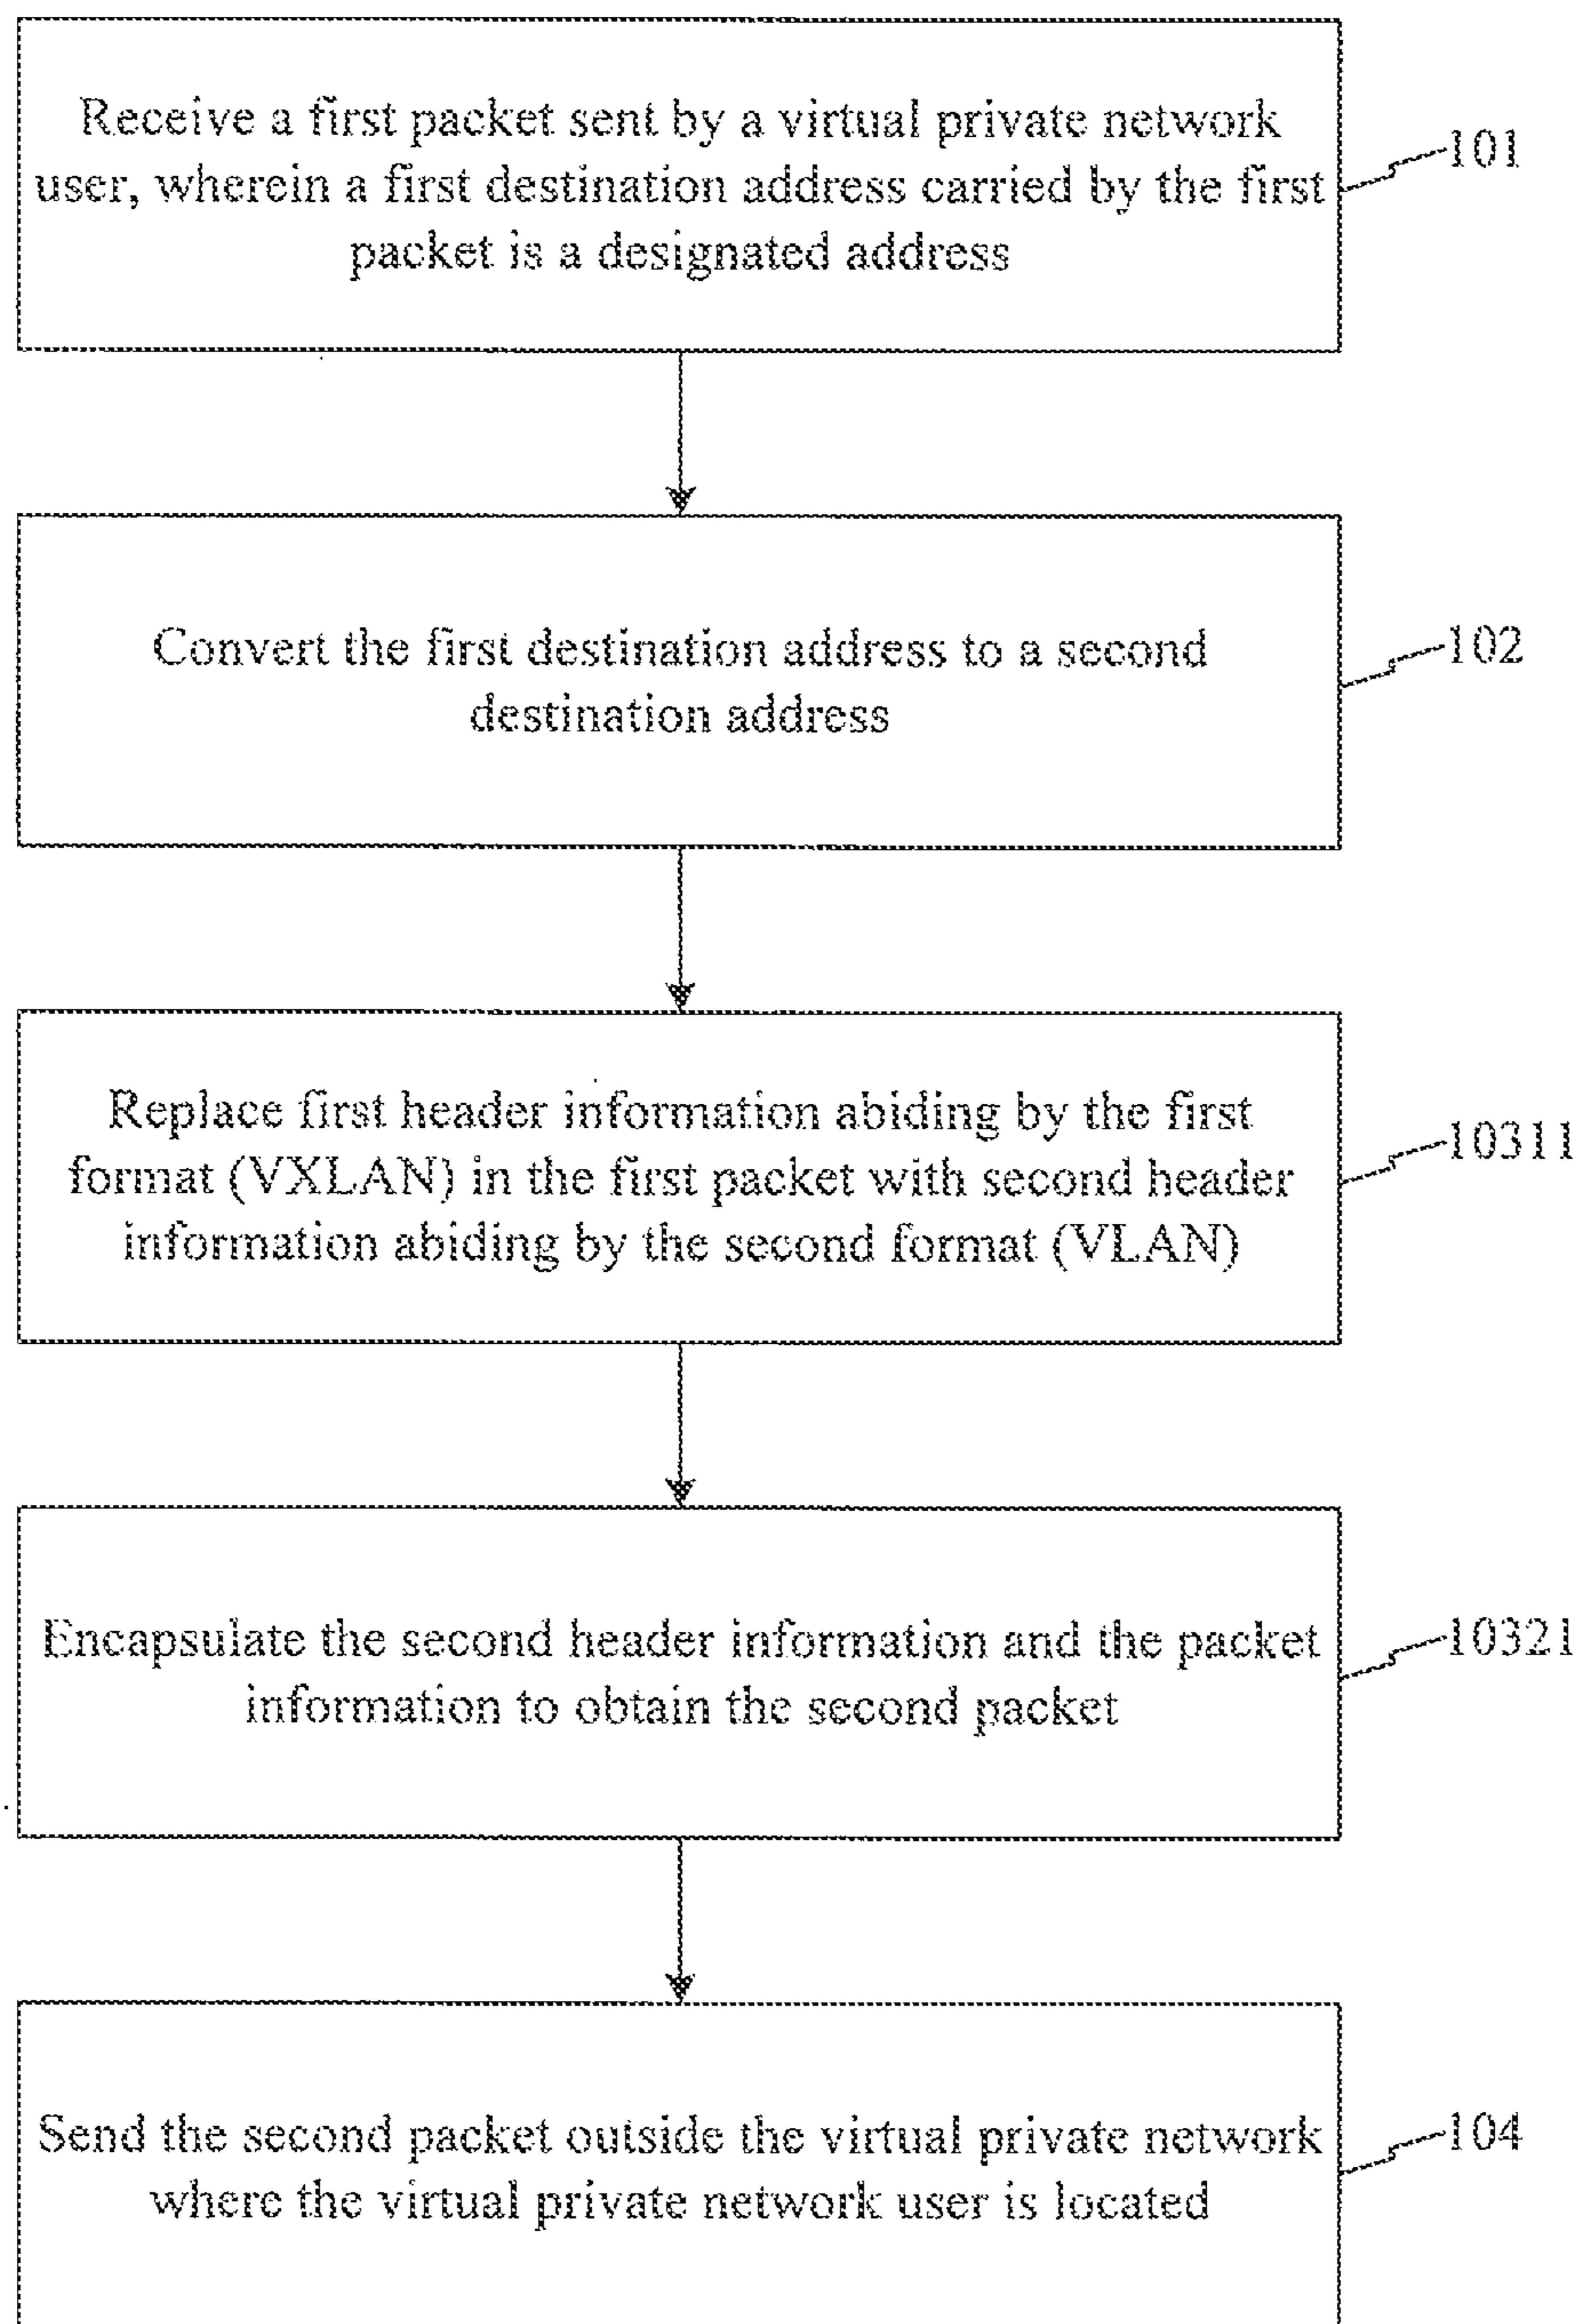 Receive a first packet sent by a virtual private network
user, wherein a first destination address carried by the first
packet is a designated address
101
Convert the first destination address to a second
destination address
102
Replace first header information abiding by the first
format (VXLAN) in the first packet with second header
information abiding by the second format (VLAN)
10311
Encapsulate the second header information and the packet
information to obtain the second packet
10321
Send the second packet outside the virtual private network
where the virtual private network user is located
104